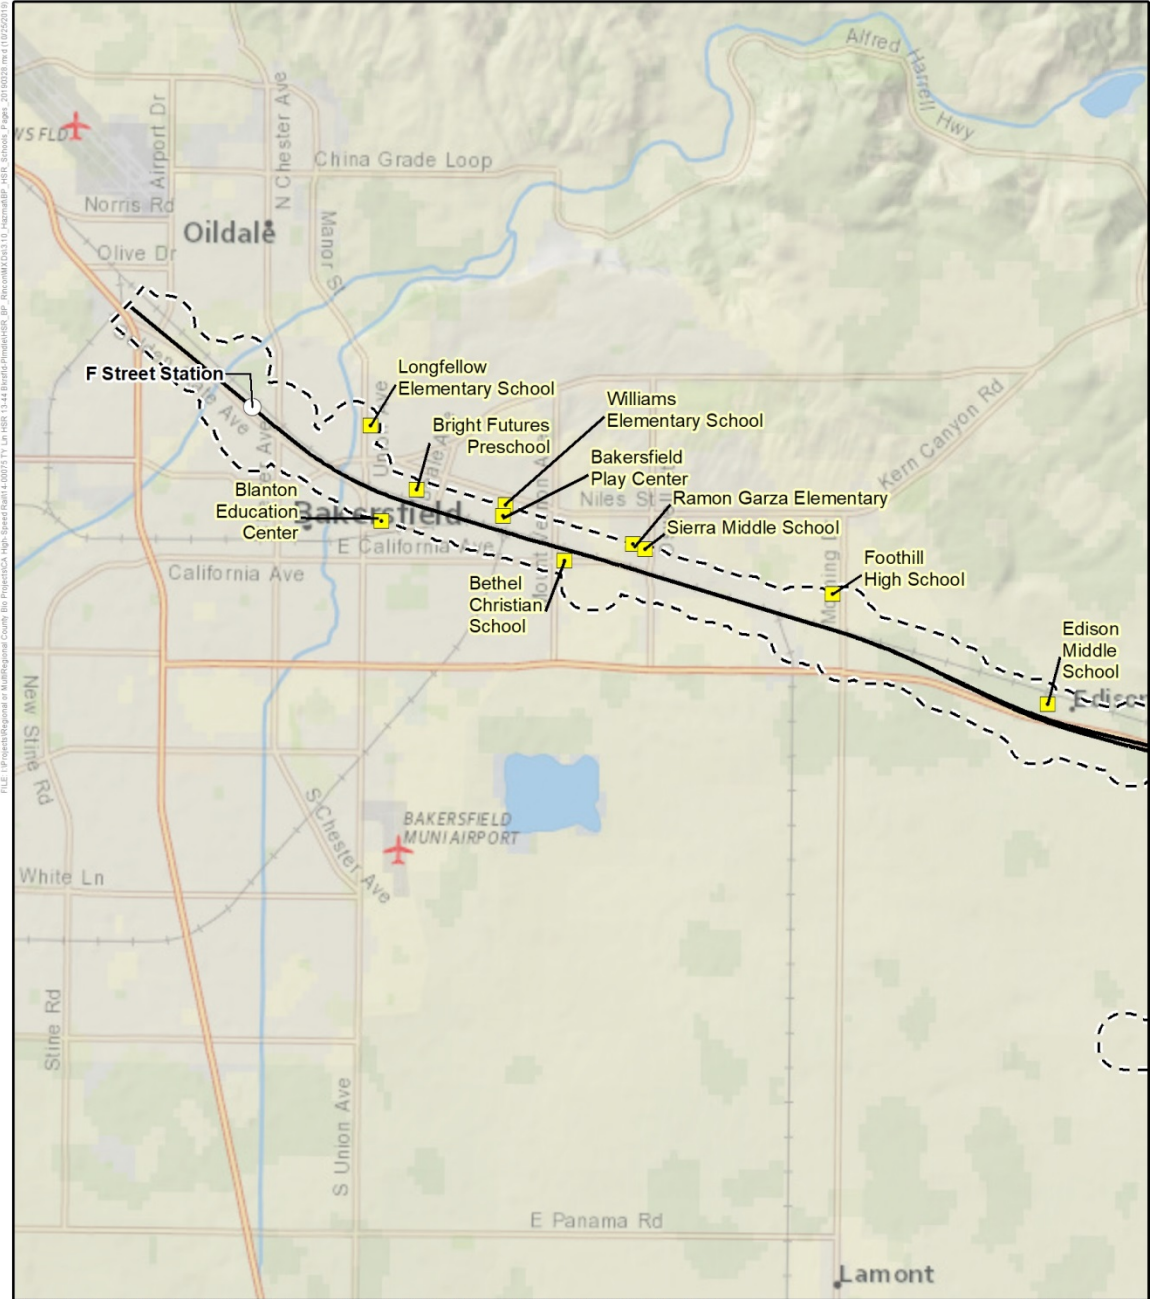 Alfred Harrell Hwy
WS FLD
Airport Dr
N Chester Ave
China Grade Loop
Norris Rd
Manor St
Oildale
Olive Dr
F Street Station
Longfellow
Elementary School
Williams
Elementary School
Bright Futures
Preschool
Kern Canyon Rd
Bakersfield
Play Center
Niles St
Ramon Garza Elementary
Blanton
Education
Center
Bakersfield
Sierra Middle School
E California Ave
California Ave
Foothill
High School
Bethel
Christian
School
Edison
Middle
School
Edison
New Stine Rd
S Chester Ave
BAKERSFIELD
MUNI AIRPORT
White Ln
Stine Rd
S Union Ave
E Panama Rd
Lamont